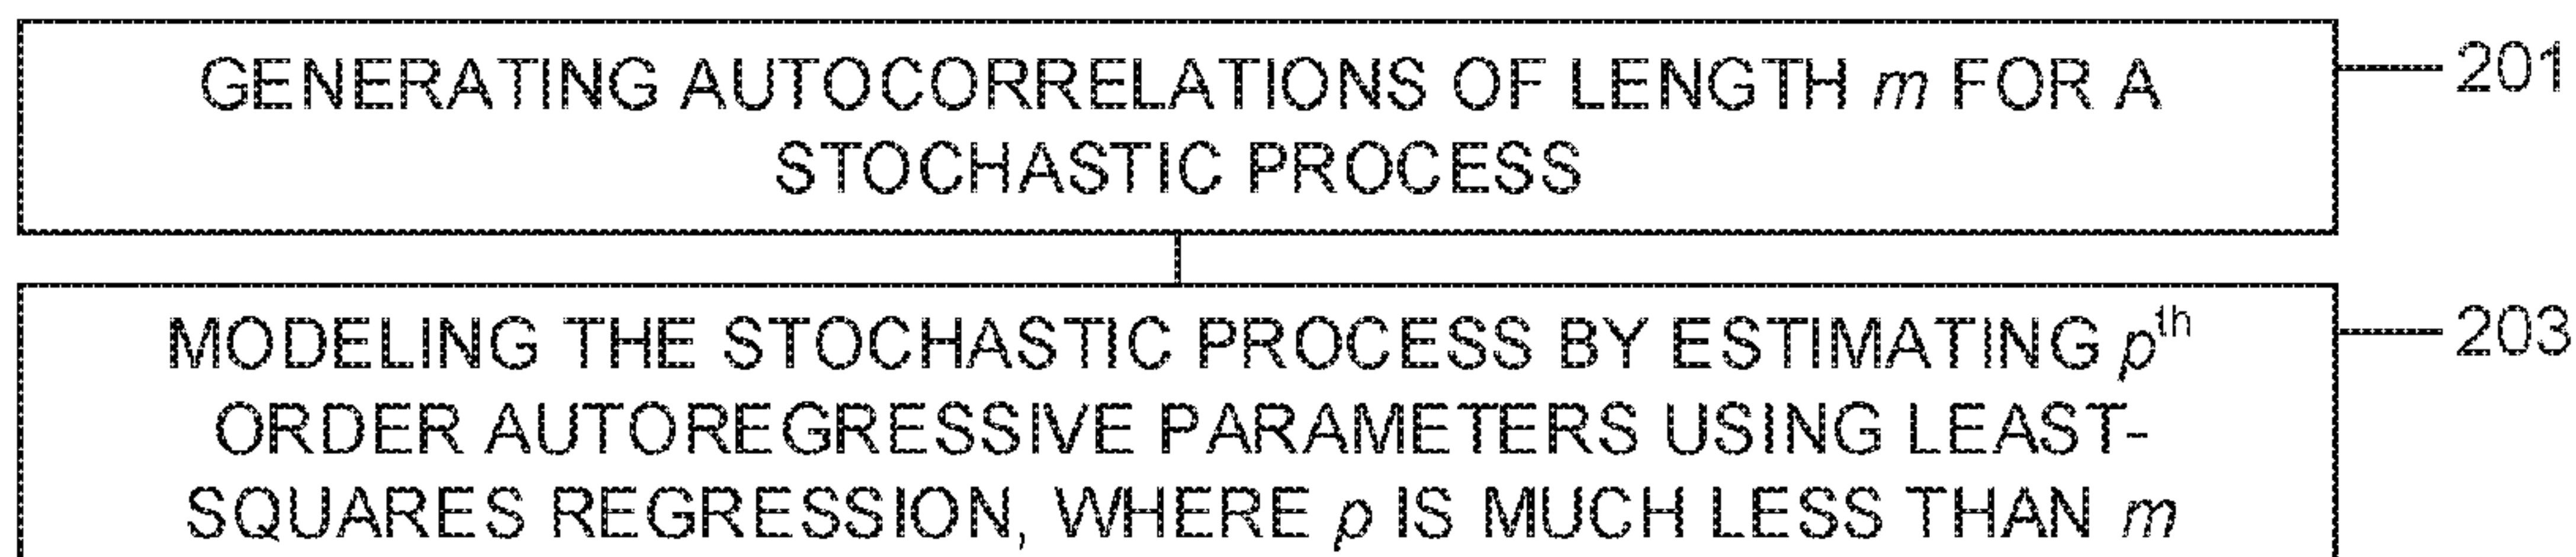 GENERATING AUTOCORRELATIONS OF LENGTH m FOR A
STOCHASTIC PROCESS
201
MODELING THE STOCHASTIC PROCESS BY ESTIMATING pth
ORDER AUTOREGRESSIVE PARAMETERS USING LEAST-
SQUARES REGRESSION, WHERE p IS MUCH LESS THAN m
203